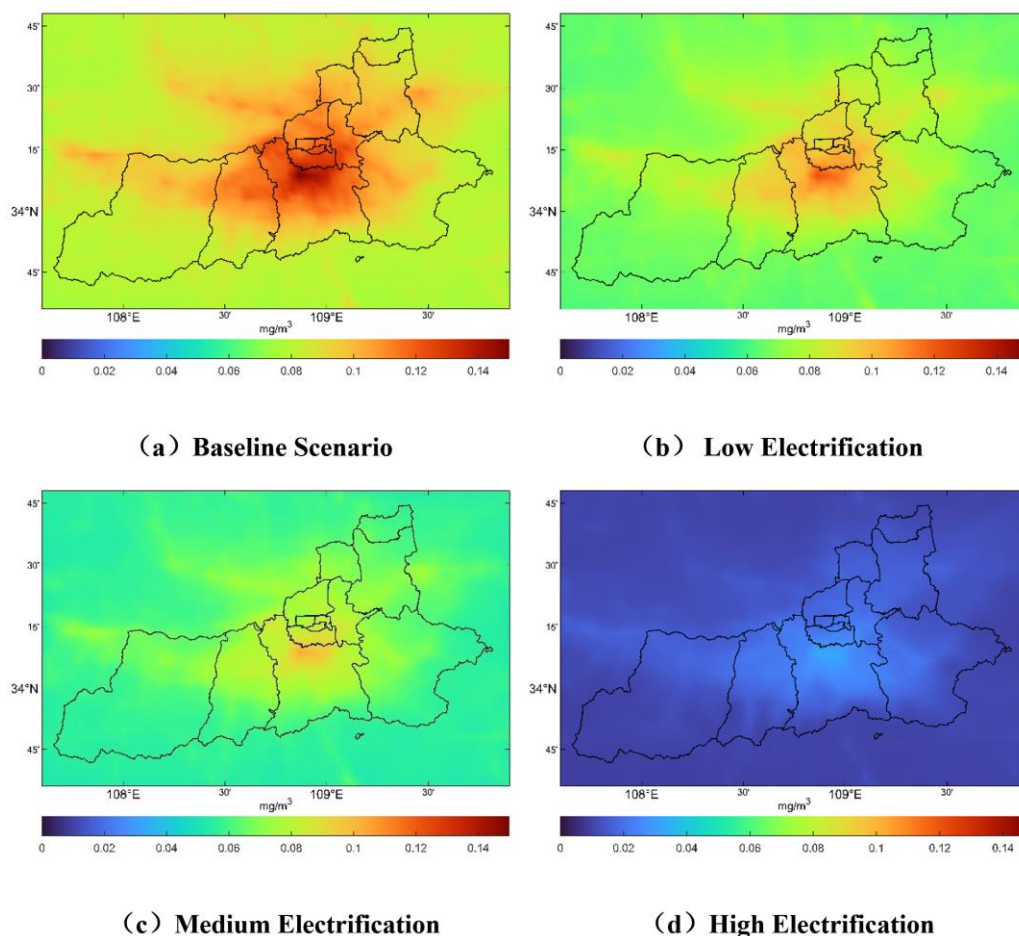 45'
45'
30'
30'
15'
15'
34°N
34°N
45'
45'
108°E 30' 109°E 30'
108°E 30' 109°E 30'
mg/m³
mg/m³
0 0.02 0.04 0.06 0.08 0.1 0.12 0.14
0 0.02 0.04 0.06 0.08 0.1 0.12 0.14
（a）Baseline Scenario
（b） Low Electrification
45'
45'
30'
30'
15'
15'
34°N
34°N
45'
45'
108°E 30' 109°E 30'
108°E 30' 109°E 30'
mg/m³
mg/m³
0 0.02 0.04 0.06 0.08 0.1 0.12 0.14
0 0.02 0.04 0.06 0.08 0.1 0.12 0.14
（c）Medium Electrification
（d）High Electrification